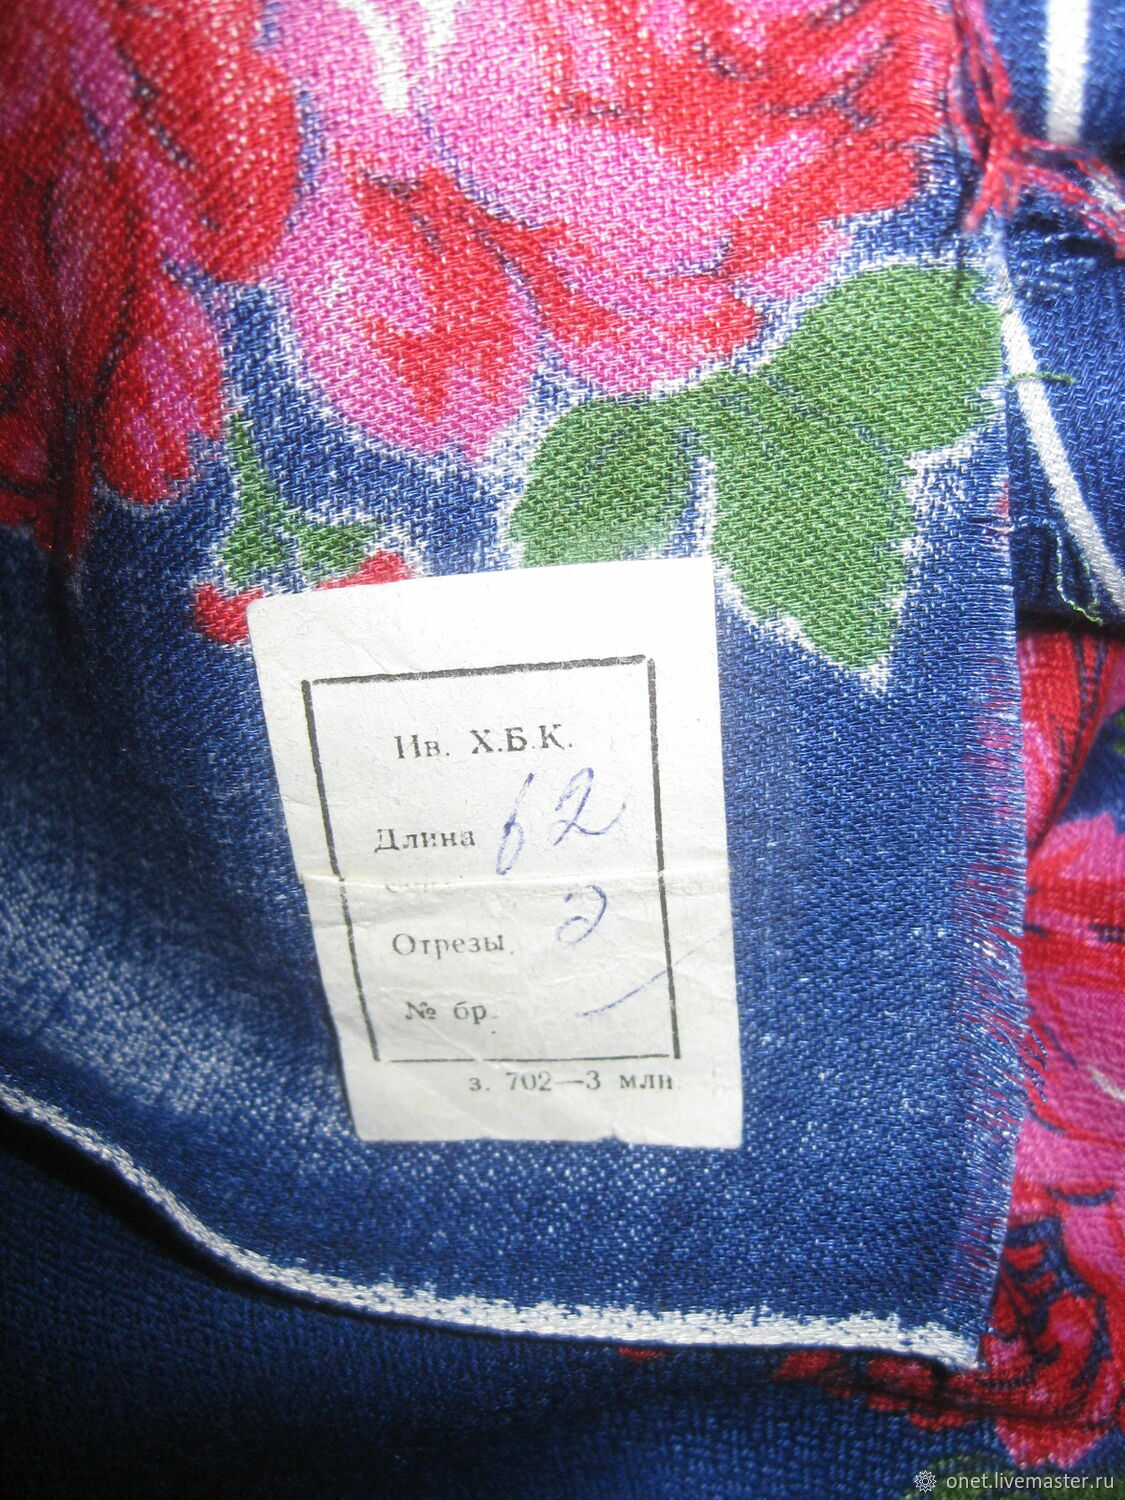 Ив. Х.Б.К.
Длина 62
Отрезы 2
№ бр.
з. 702—3 млн
onet.livemaster.ru